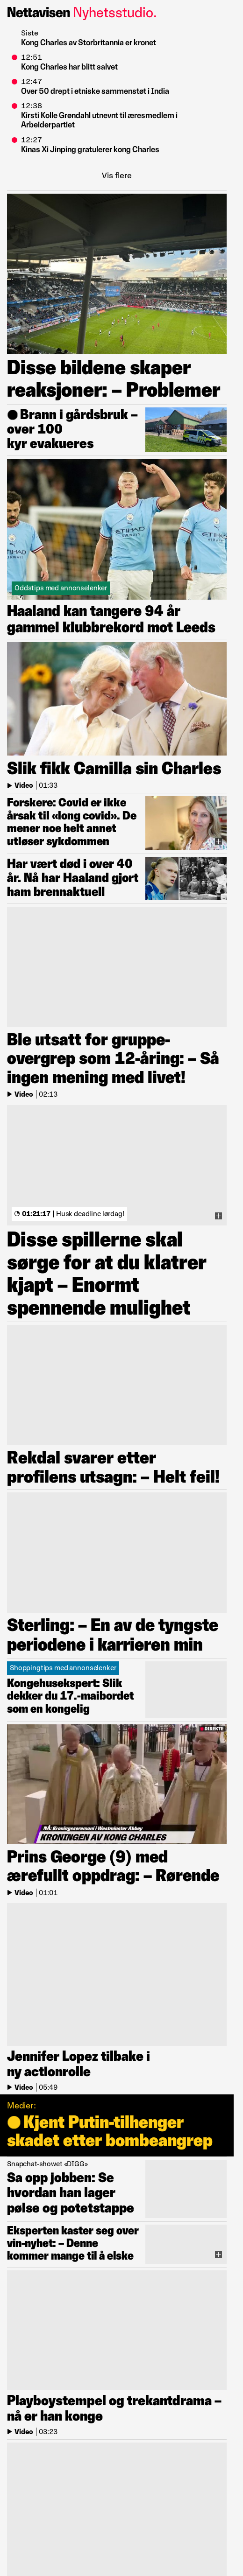 Nettavisen Nyhetsstudio.
Siste
Kong Charles av Storbritannia er kronet
12:51
Kong Charles har blitt salvet
12:47
Over 50 drept i etniske sammenstøt i India
12:38
Kirsti Kolle Grøndahl utnevnt til æresmedlem i
Arbeiderpartiet
12:27
Kinas Xi Jinping gratulerer kong Charles
Vis flere
Disse bildene skaper
reaksjoner: – Problemer
Brann i gårdsbruk –
over 100
kyr evakueres
ETIHAD
AIRWAYS
ETIHAD
AIRWAYS
Oddstips med annonselenker
Haaland kan tangere 94 år
gammel klubbrekord mot Leeds
Slik fikk Camilla sin Charles
Video | 01:33
Forskere: Covid er ikke
årsak til «long covid». De
mener noe helt annet
utløser sykdommen
Har vært død i over 40
år. Nå har Haaland gjort
ham brennaktuell
Ble utsatt for gruppe-
overgrep som 12-åring: – Så
ingen mening med livet!
Video | 02:13
01:21:17 | Husk deadline lørdag!
Disse spillerne skal
sørge for at du klatrer
kjapt – Enormt
spennende mulighet
Rekdal svarer etter
profilens utsagn: – Helt feil!
Sterling: – En av de tyngste
periodene i karrieren min
Shoppingtips med annonselenker
Kongehusekspert: Slik
dekker du 17.-maibordet
som en kongelig
DIREKTE
NÅ: Kroningsseremoni i Westminster Abbey
KRONINGEN AV KONG CHARLES
Prins George (9) med
ærefullt oppdrag: – Rørende
Video | 01:01
Jennifer Lopez tilbake i
ny actionrolle
Video | 05:49
Medier:
Kjent Putin-tilhenger
skadet etter bombeangrep
Snapchat-showet «DIGG»
Sa opp jobben: Se
hvordan han lager
pølse og potetstappe
Eksperten kaster seg over
vin-nyhet: – Denne
kommer mange til å elske
Playboystempel og trekantdrama –
nå er han konge
Video | 03:23